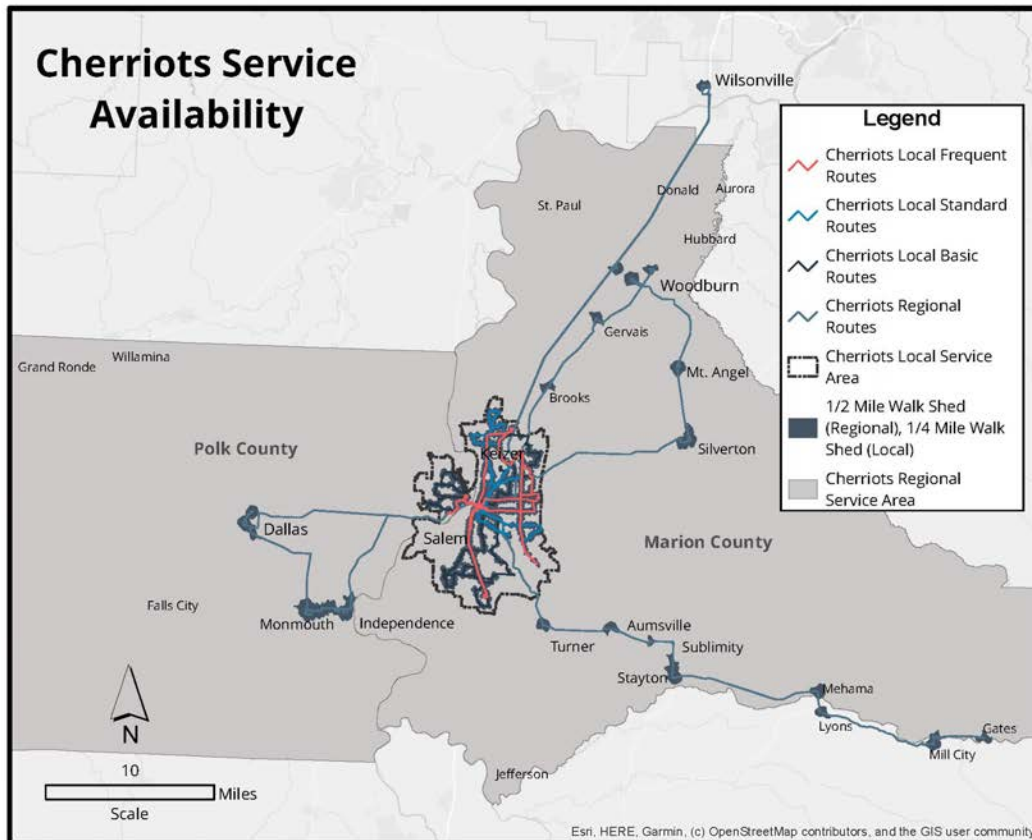 Cherriots Service
Availability
Wilsonville
Legend
Cherriots Local Frequent
Routes
Cherriots Local Standard
Routes
Cherriots Local Basic
Routes
Cherriots Regional
Routes
Cherriots Local Service
Area
1/2 Mile Walk Shed
(Regional), 1/4 Mile Walk
Shed (Local)
Cherriots Regional
Service Area
Donald
Aurora
St. Paul
Hubbard
Woodburn
Gervais
Willamina
Grand Ronde
Mt. Angel
Brooks
Polk County
Keizer
Silverton
Dallas
Salem
Marion County
Falls City
Monmouth
Independence
Turner
Aumsville
Sublimity
Stayton
Mehama
Lyons
Gates
Mill City
Jefferson
N
10
Miles
Scale
Esri, HERE, Garmin, (c) OpenStreetMap contributors, and the GIS user community